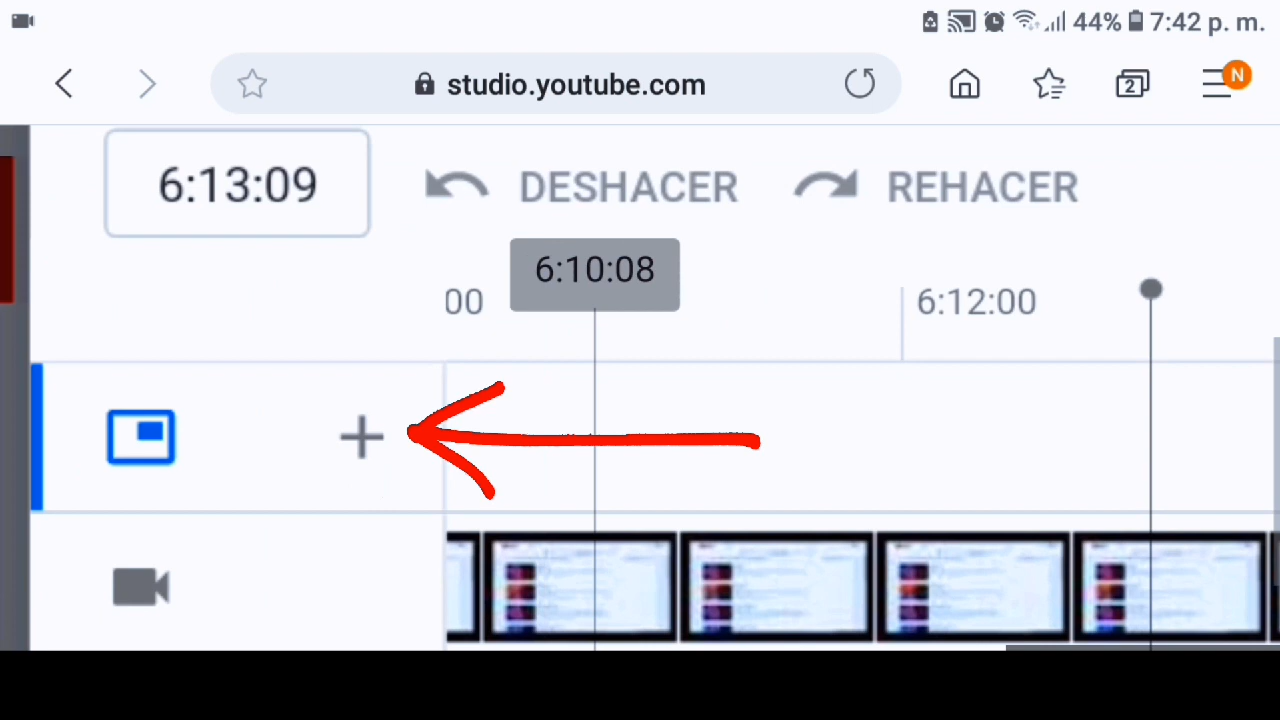 44% 7:42 p. m.
studio.youtube.com
2
N
6:13:09
DESHACER
REHACER
6:10:08
00
6:12:00